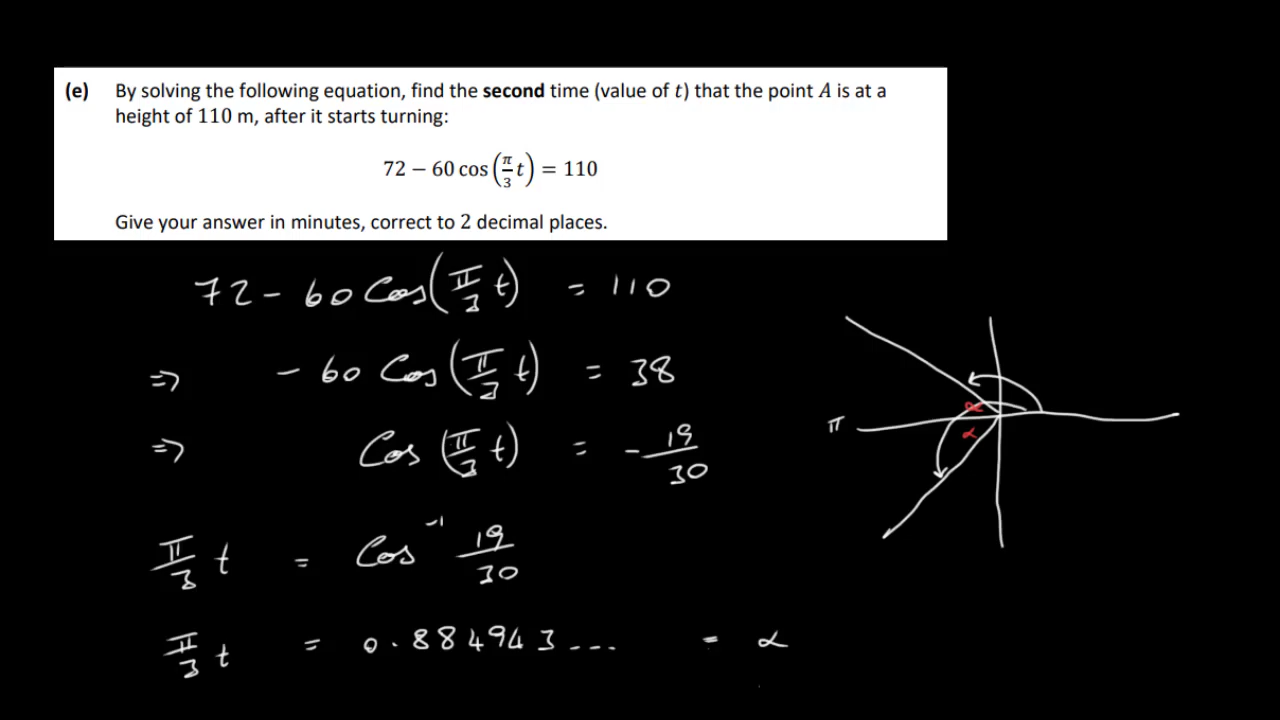 (e) By solving the following equation, find the second time (value of t) that the point A is at a
height of 110 m, after it starts turning:
72 − 60 cos(π/3 t) = 110
Give your answer in minutes, correct to 2 decimal places.
72 - 60 Cos(π/3 t) = 110
=> - 60 Cos(π/3 t) = 38
=> Cos(π/3 t) = - 19/30
π/3 t = Cos⁻¹ 19/30
π/3 t = 0.884943... = α
π
α
α